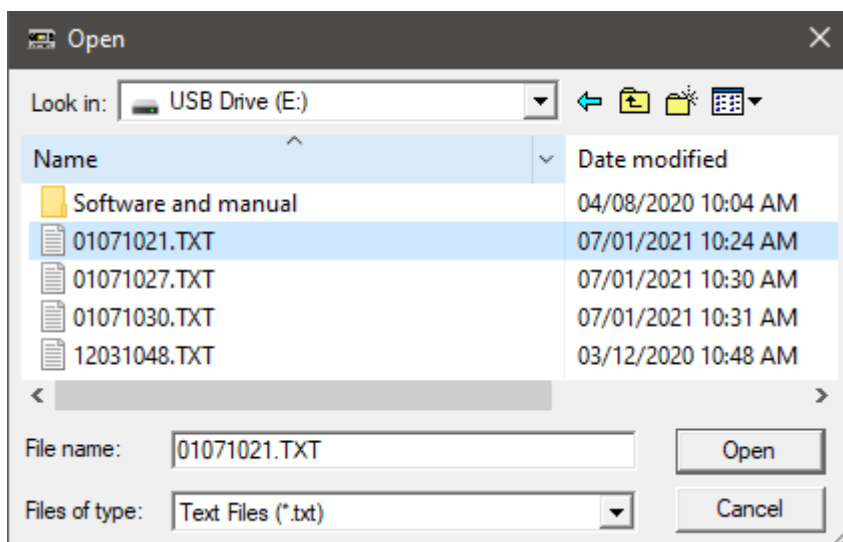 Open
Look in: USB Drive (E:)
Name Date modified
Software and manual 04/08/2020 10:04 AM
01071021.TXT 07/01/2021 10:24 AM
01071027.TXT 07/01/2021 10:30 AM
01071030.TXT 07/01/2021 10:31 AM
12031048.TXT 03/12/2020 10:48 AM
File name: 01071021.TXT Open
Files of type: Text Files (*.txt) Cancel